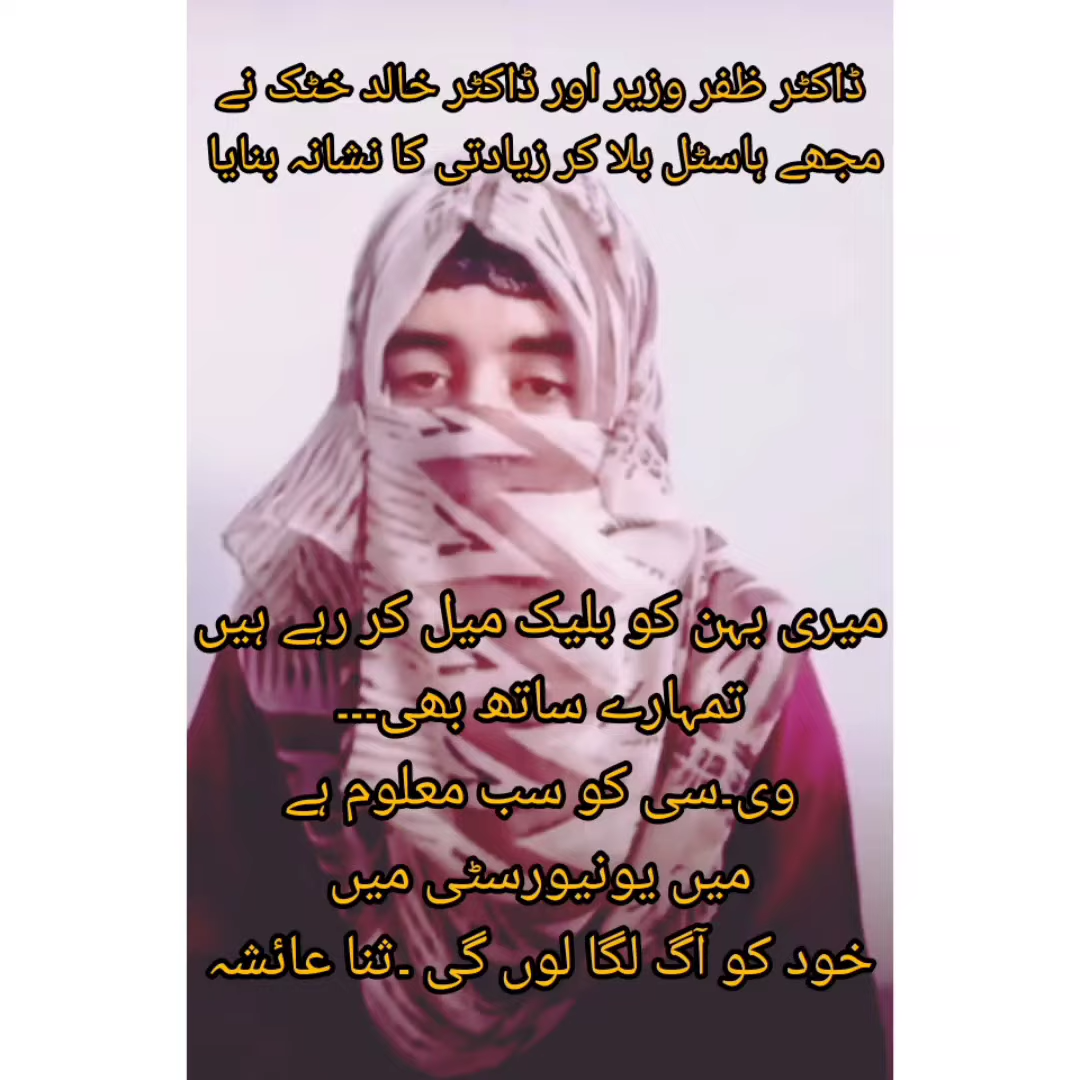 ڈاکٹر ظفر وزیر اور ڈاکٹر خالد خٹک نے
مجھے ہاسٹل بلا کر زیادتی کا نشانہ بنایا
میری بہن کو بلیک میل کر رہے ہیں
تمہارے ساتھ بھی...
وی۔سی کو سب معلوم ہے
میں یونیورسٹی میں
خود کو آگ لگا لوں گی ۔ثنا عائشہ